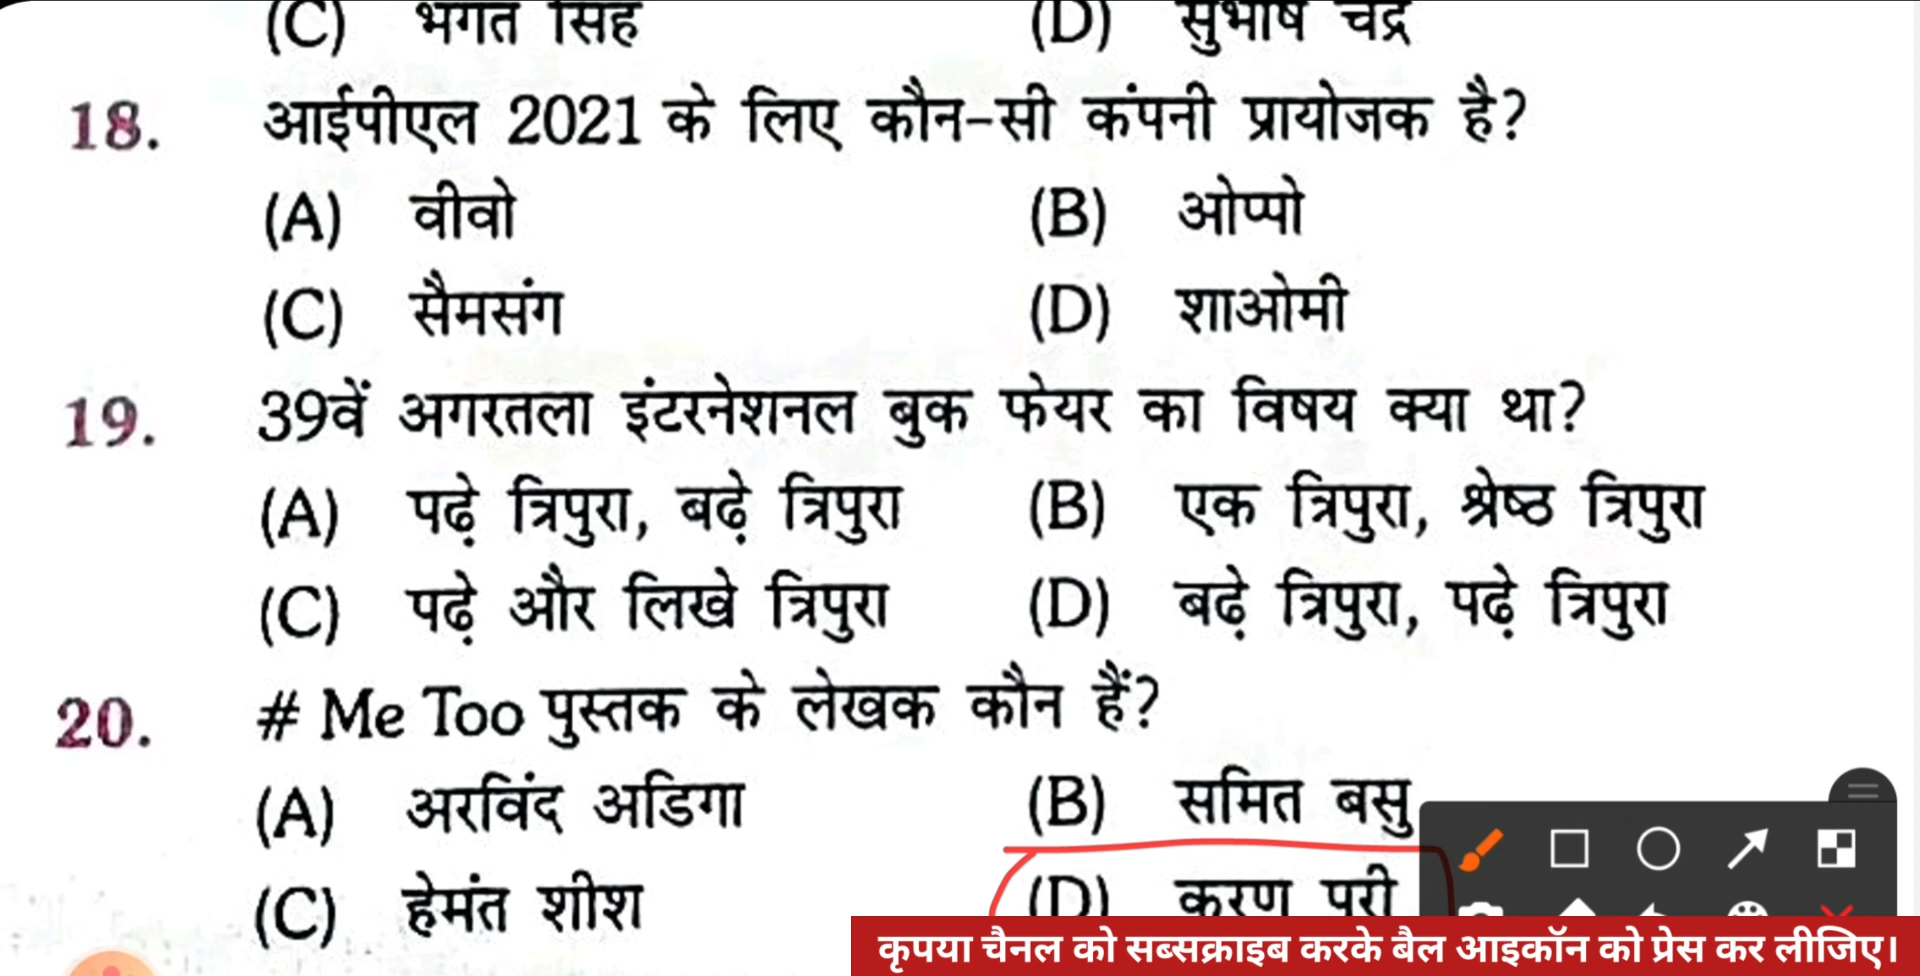 (C) भगत सिंह (D) सुभाष चंद्र
18. आईपीएल 2021 के लिए कौन-सी कंपनी प्रायोजक है?
(A) वीवो (B) ओप्पो
(C) सैमसंग (D) शाओमी
19. 39वें अगरतला इंटरनेशनल बुक फेयर का विषय क्या था?
(A) पढ़े त्रिपुरा, बढ़े त्रिपुरा (B) एक त्रिपुरा, श्रेष्ठ त्रिपुरा
(C) पढ़े और लिखे त्रिपुरा (D) बढ़े त्रिपुरा, पढ़े त्रिपुरा
20. # Me Too पुस्तक के लेखक कौन हैं?
(A) अरविंद अडिगा (B) समित बसु
(C) हेमंत शीश (D) करण पुरी
कृपया चैनल को सब्सक्राइब करके बैल आइकॉन को प्रेस कर लीजिए।